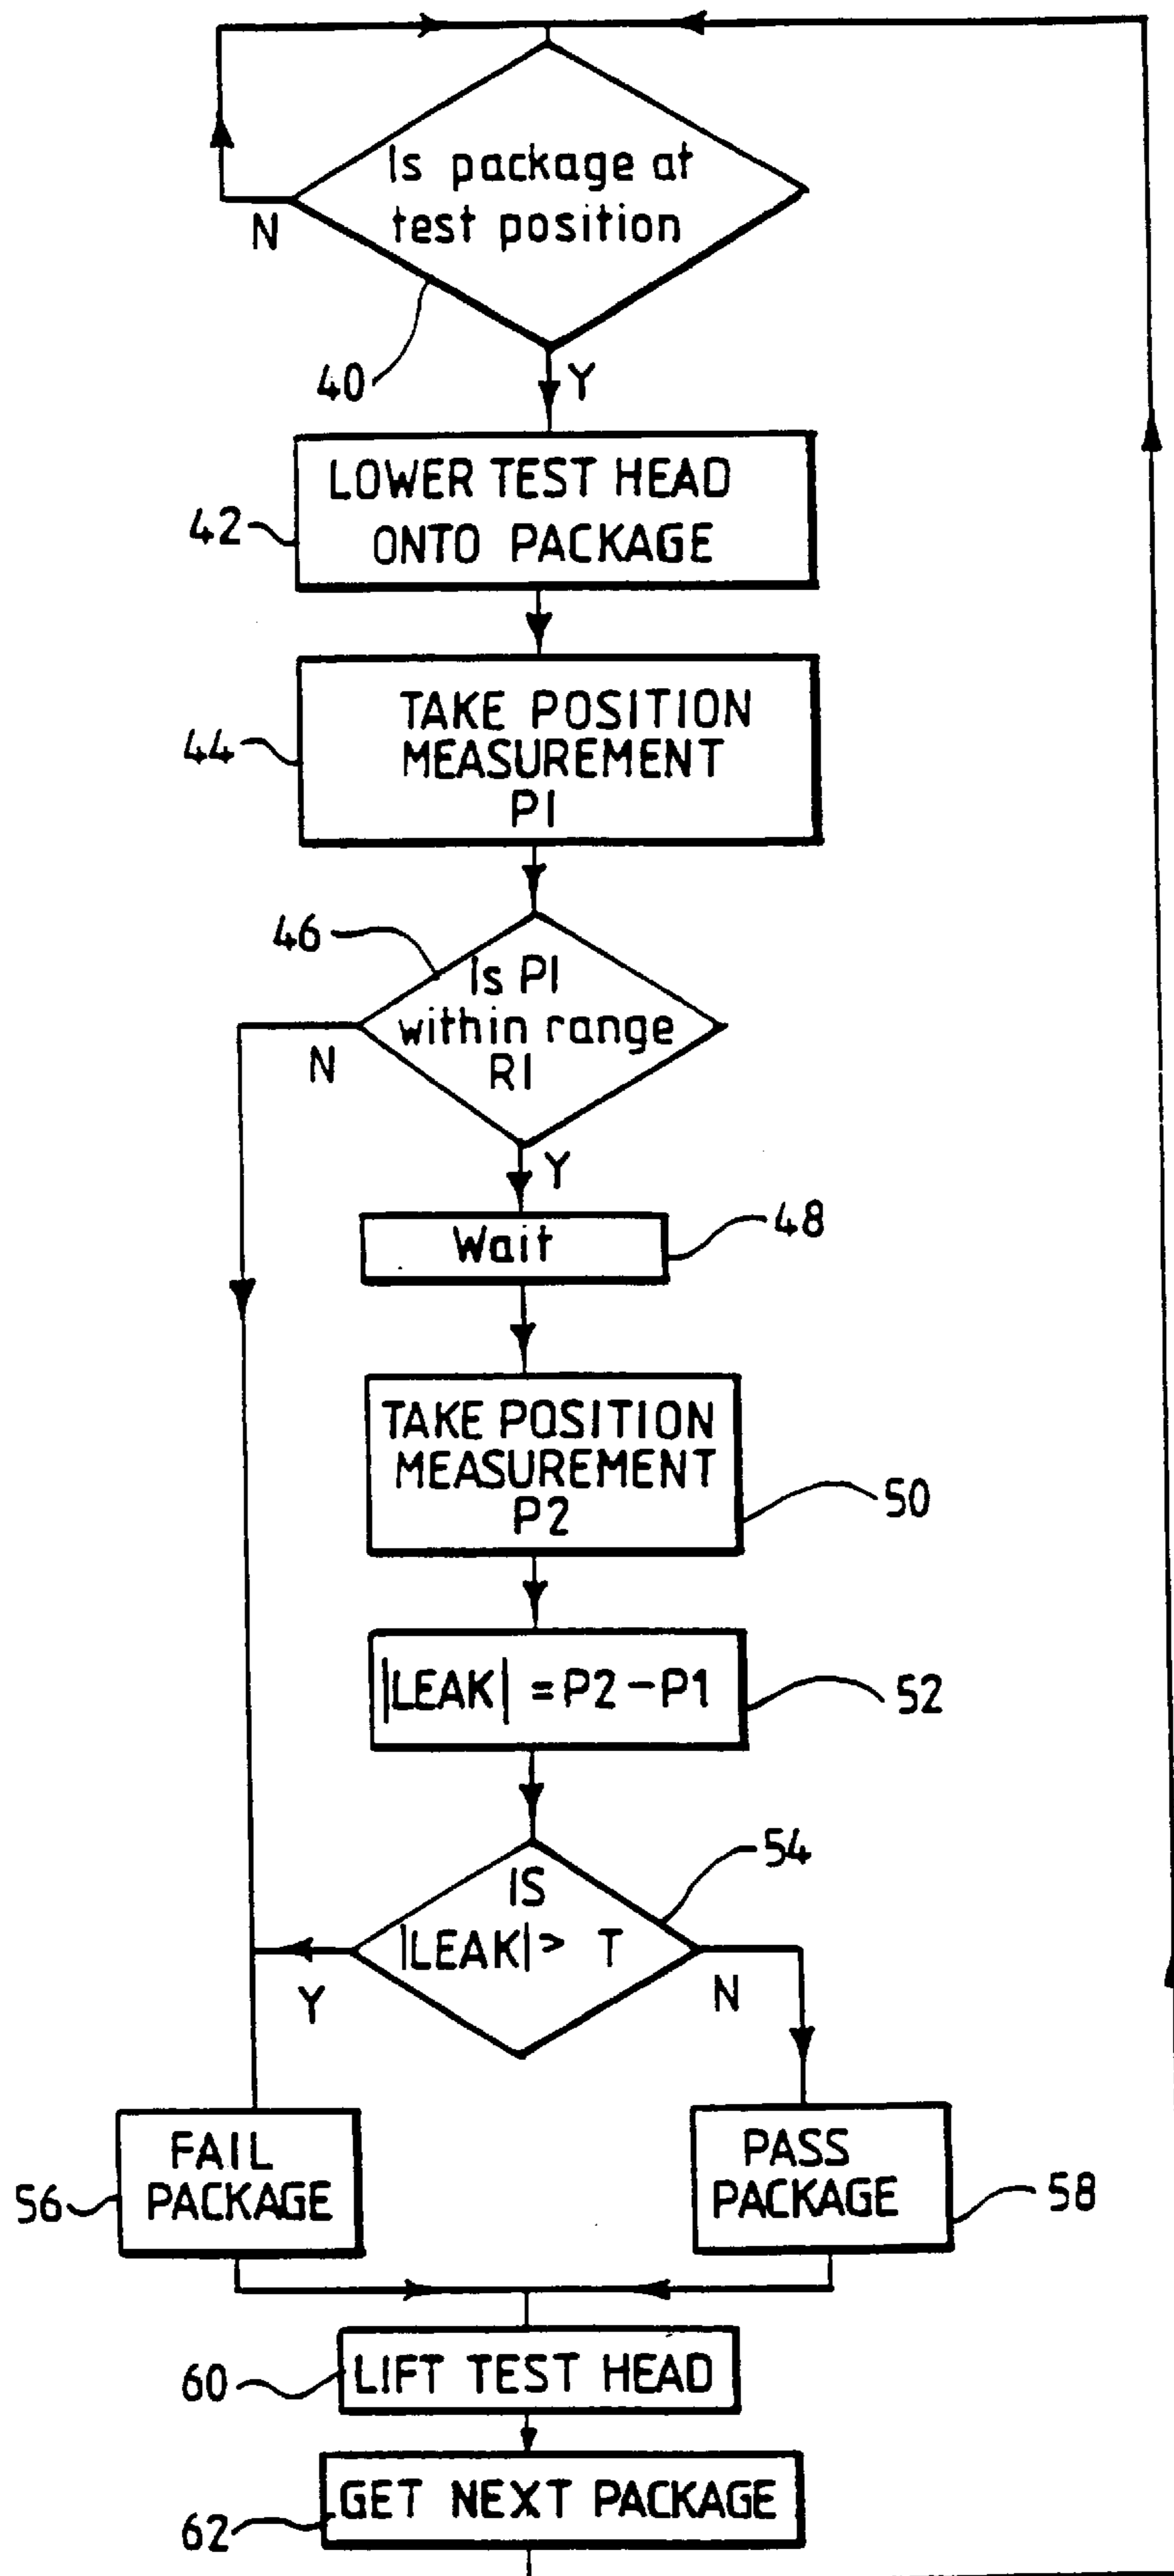 Is package at
test position
N
40
Y
LOWER TEST HEAD
ONTO PACKAGE
42
TAKE POSITION
MEASUREMENT
P1
44
46
Is P1
within range
R1
N
Y
Wait
48
TAKE POSITION
MEASUREMENT
P2
50
|LEAK| = P2-P1
52
54
IS
|LEAK| > T
Y
N
FAIL
PACKAGE
56
PASS
PACKAGE
58
LIFT TEST HEAD
60
GET NEXT PACKAGE
62